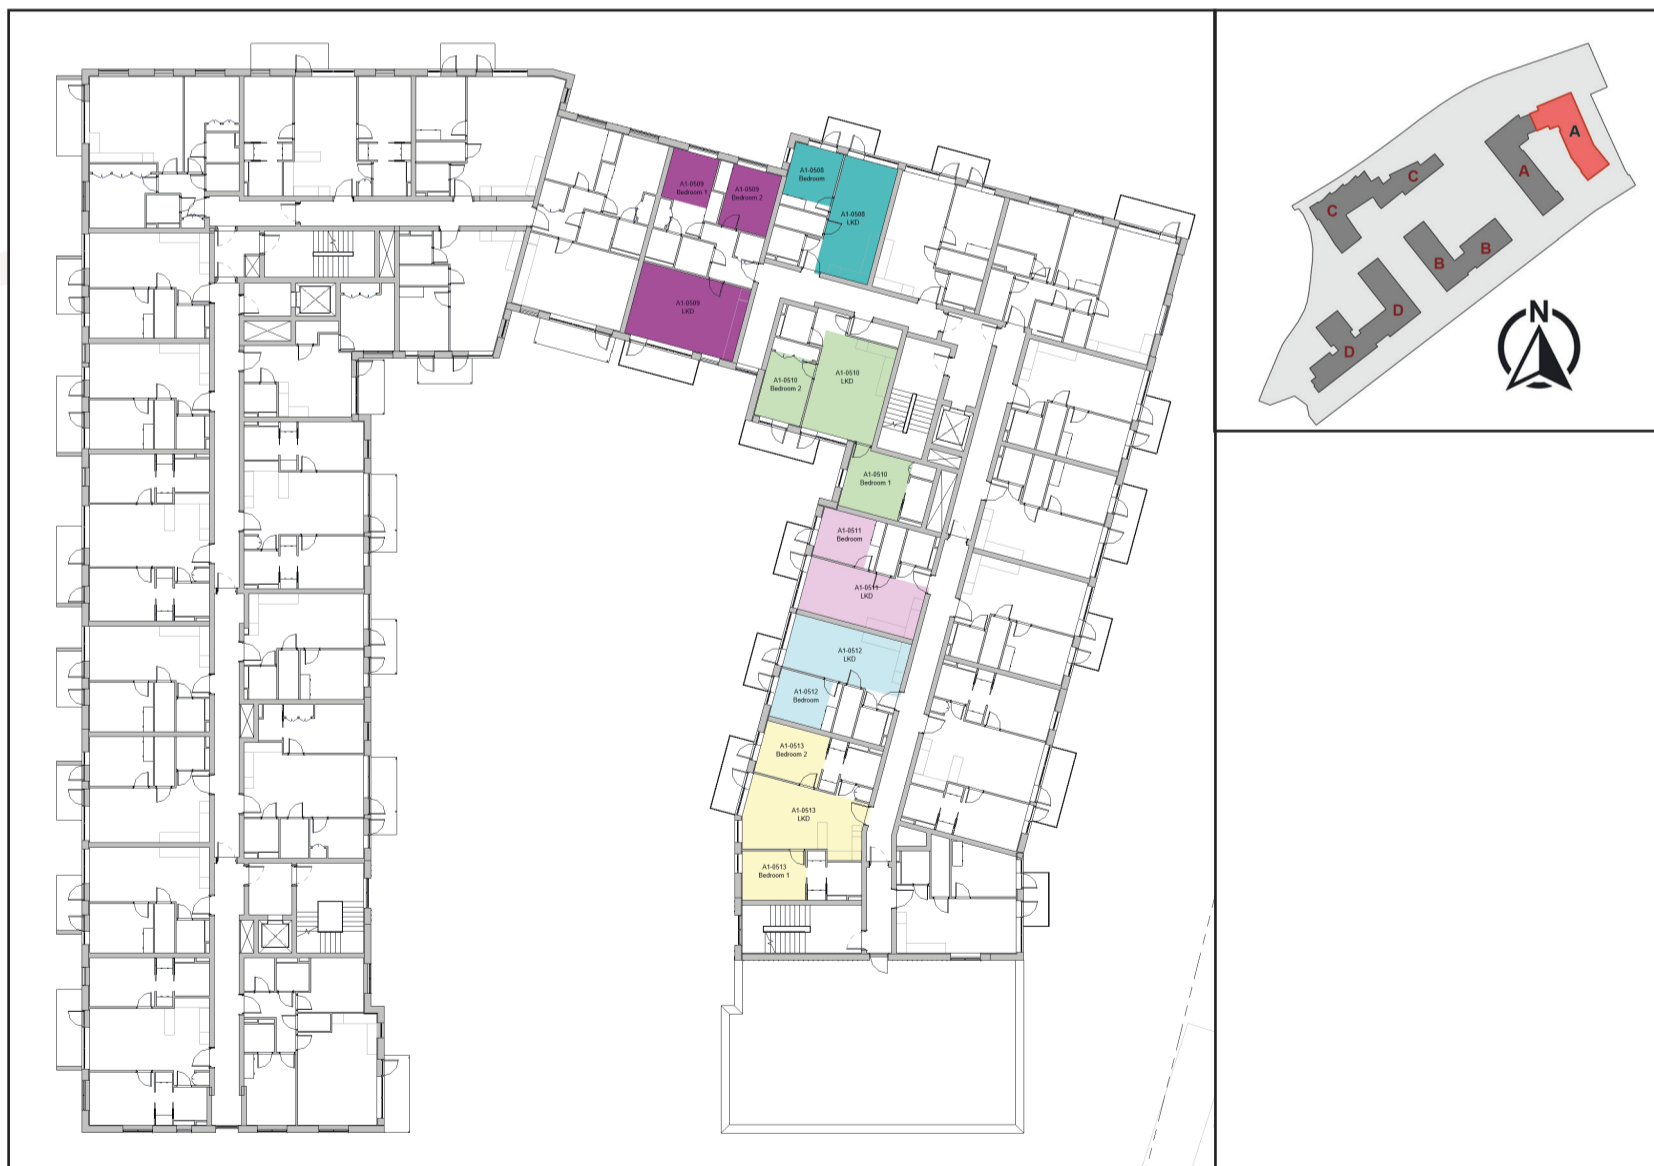 A1-0509
Bedroom 1
A1-0509
Bedroom 2
A1-0508
Bedroom
A1-0508
LKD
A1-0509
LKD
A1-0510
Bedroom 2
A1-0510
LKD
A1-0510
Bedroom 1
A1-0511
Bedroom
A1-0511
LKD
A1-0512
LKD
A1-0512
Bedroom
A1-0513
Bedroom 2
A1-0513
LKD
A1-0513
Bedroom 1
A
A
C
C
B
B
D
D
N